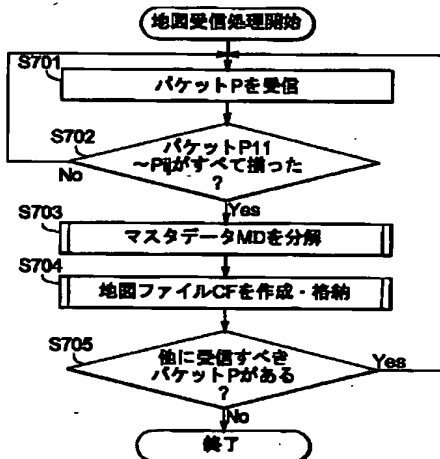 地図受信処理開始
S701
パケットPを受信
S702
パケットP11
～Pijがすべて揃った
?
No
Yes
S703
マスタデータMDを分解
S704
地図ファイルCFを作成・格納
S705
他に受信すべき
パケットPがある
?
Yes
No
終了